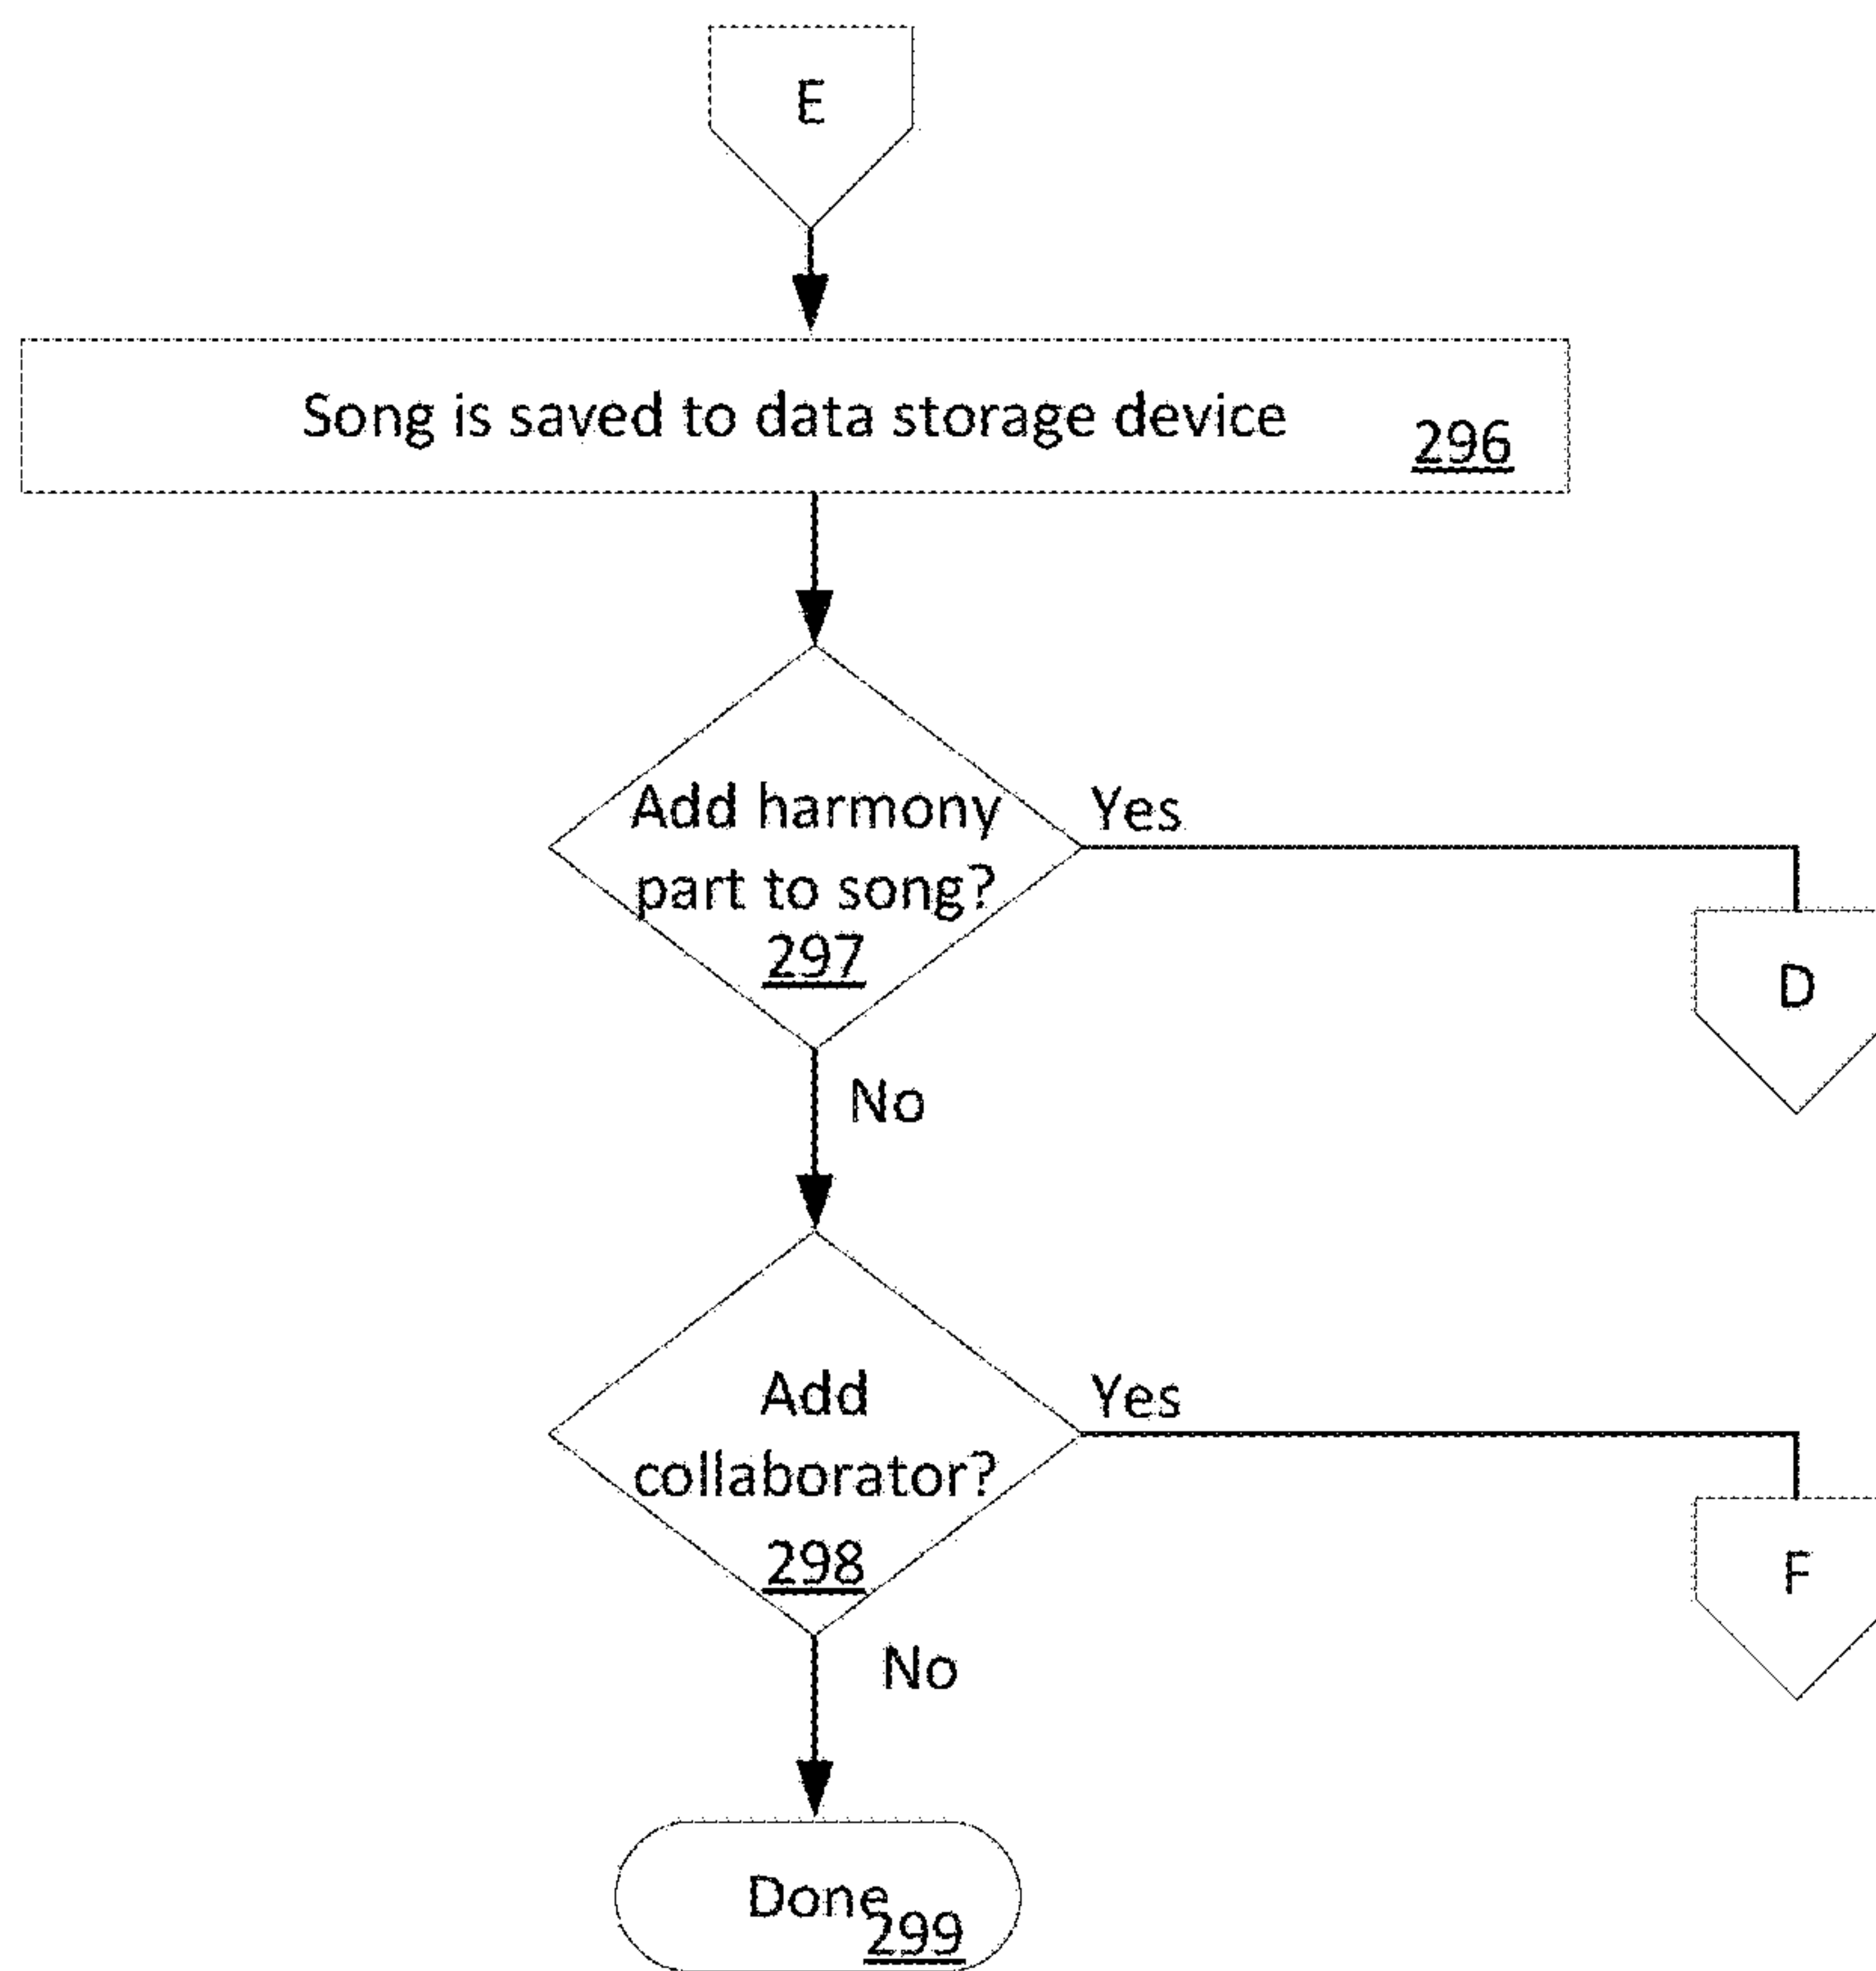 E
Song is saved to data storage device
296
Add harmony
part to song?
297
Yes
D
No
Add
collaborator?
298
Yes
F
No
Done
299